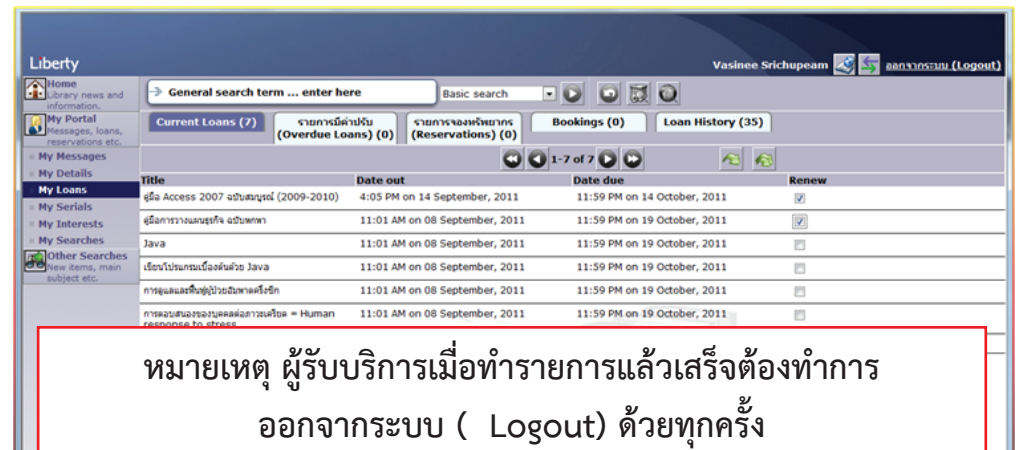 Liberty
Vasinee Srichupeam ออกจากระบบ (Logout)
Home
Library news and
information.
General search term ... enter here
Basic search
My Portal
Messages, loans,
reservations etc.
Current Loans (7)
รายการมีค่าปรับ
(Overdue Loans) (0)
รายการจองทรัพยากร
(Reservations) (0)
Bookings (0)
Loan History (35)
My Messages
My Details
My Loans
My Serials
My Interests
My Searches
Other Searches
New items, main
subject etc.
1-7 of 7
Title Date out Date due Renew
คู่มือ Access 2007 ฉบับสมบูรณ์ (2009-2010) 4:05 PM on 14 September, 2011 11:59 PM on 14 October, 2011
คู่มือการวางแผนธุรกิจ ฉบับพกพา 11:01 AM on 08 September, 2011 11:59 PM on 19 October, 2011
Java 11:01 AM on 08 September, 2011 11:59 PM on 19 October, 2011
เขียนโปรแกรมเบื้องต้นด้วย Java 11:01 AM on 08 September, 2011 11:59 PM on 19 October, 2011
การดูแลและฟื้นฟูผู้ป่วยอัมพาตครึ่งซีก 11:01 AM on 08 September, 2011 11:59 PM on 19 October, 2011
การตอบสนองของบุคคลต่อภาวะเครียด = Human 11:01 AM on 08 September, 2011 11:59 PM on 19 October, 2011
response to stress
หมายเหตุ ผู้รับบริการเมื่อทำรายการแล้วเสร็จต้องทำการ
ออกจากระบบ ( Logout) ด้วยทุกครั้ง